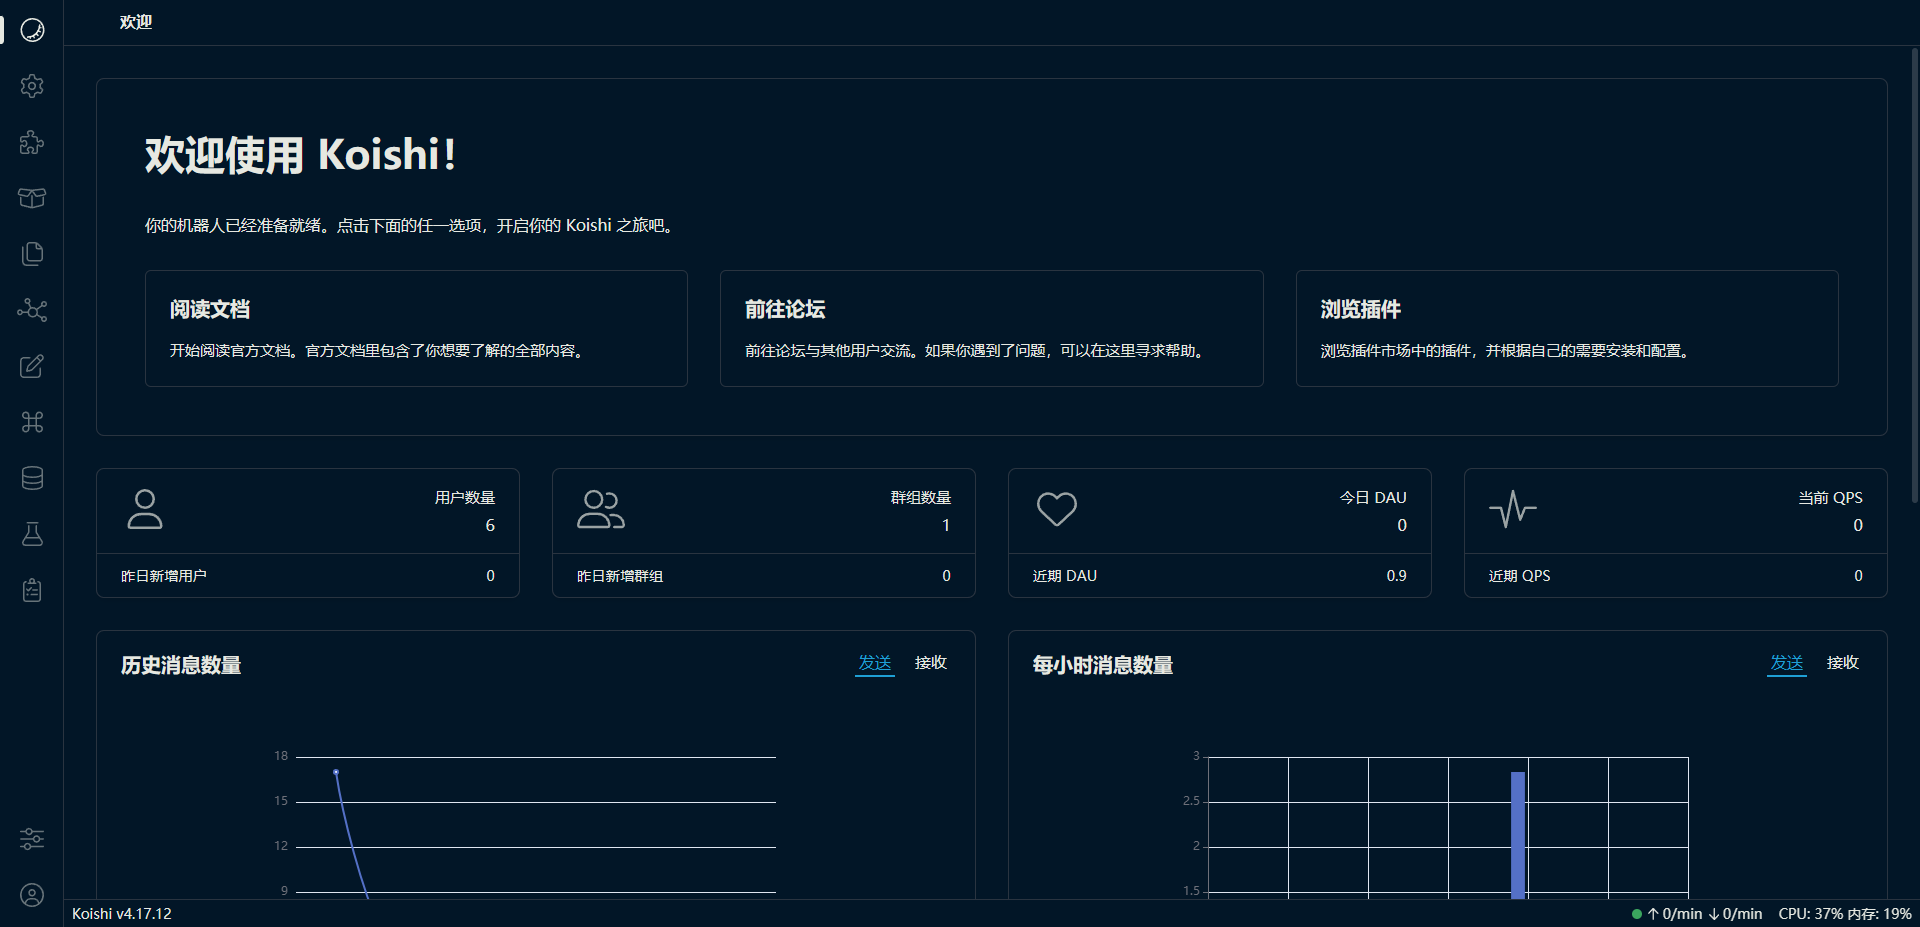 欢迎
欢迎使用 Koishi！
你的机器人已经准备就绪。点击下面的任一选项，开启你的 Koishi 之旅吧。
阅读文档
开始阅读官方文档。官方文档里包含了你想要了解的全部内容。
前往论坛
前往论坛与其他用户交流。如果你遇到了问题，可以在这里寻求帮助。
浏览插件
浏览插件市场中的插件，并根据自己的需要安装和配置。
用户数量
6
昨日新增用户 0
群组数量
1
昨日新增群组 0
今日 DAU
0
近期 DAU 0.9
当前 QPS
0
近期 QPS 0
历史消息数量 发送 接收
18
15
12
9
每小时消息数量 发送 接收
3
2.5
2
1.5
Koishi v4.17.12
↑ 0/min ↓ 0/min CPU: 37% 内存: 19%